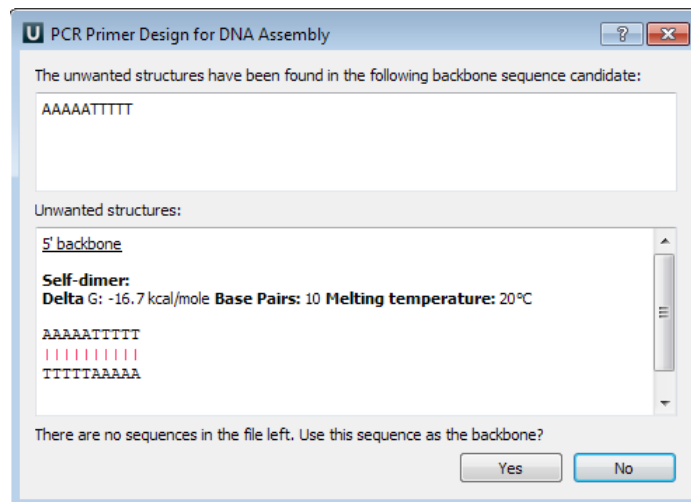 U PCR Primer Design for DNA Assembly
?
The unwanted structures have been found in the following backbone sequence candidate:
AAAAATTTTT
Unwanted structures:
5' backbone
Self-dimer:
Delta G: -16.7 kcal/mole Base Pairs: 10 Melting temperature: 20°C
AAAAATTTTT
||||||||||
TTTTTAAAAA
There are no sequences in the file left. Use this sequence as the backbone?
Yes No